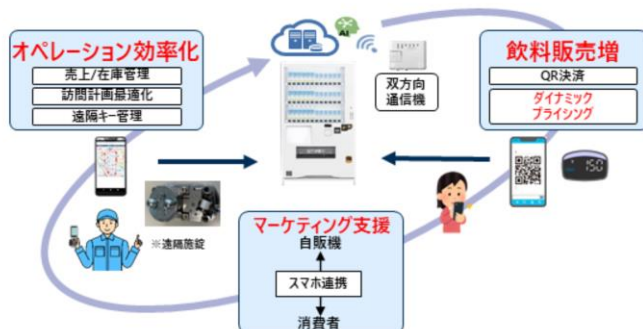 オペレーション効率化
売上/在庫管理
訪問計画最適化
遠隔キー管理
※遠隔施錠
AI
双方向
通信機
飲料販売増
QR決済
ダイナミック
プライシング
150
マーケティング支援
自販機
スマホ連携
消費者